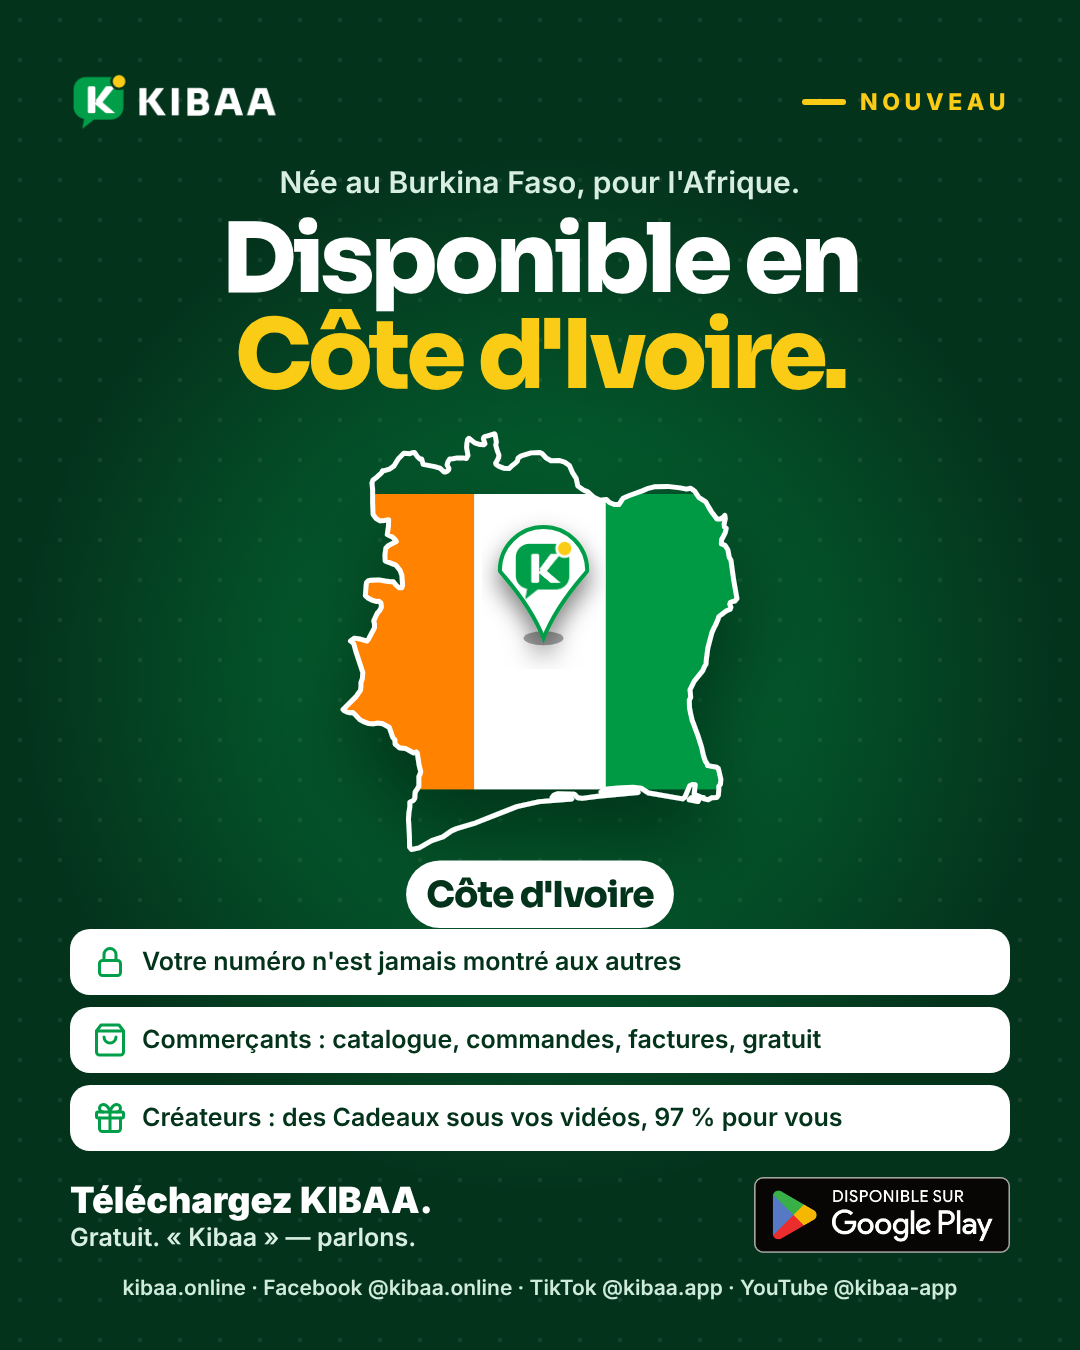 KIBAA
NOUVEAU
Née au Burkina Faso, pour l'Afrique.
Disponible en
Côte d'Ivoire.
K
Côte d'Ivoire
Votre numéro n'est jamais montré aux autres
Commerçants : catalogue, commandes, factures, gratuit
Créateurs : des Cadeaux sous vos vidéos, 97 % pour vous
Téléchargez KIBAA.
Gratuit. « Kibaa » — parlons.
DISPONIBLE SUR
Google Play
kibaa.online · Facebook @kibaa.online · TikTok @kibaa.app · YouTube @kibaa-app